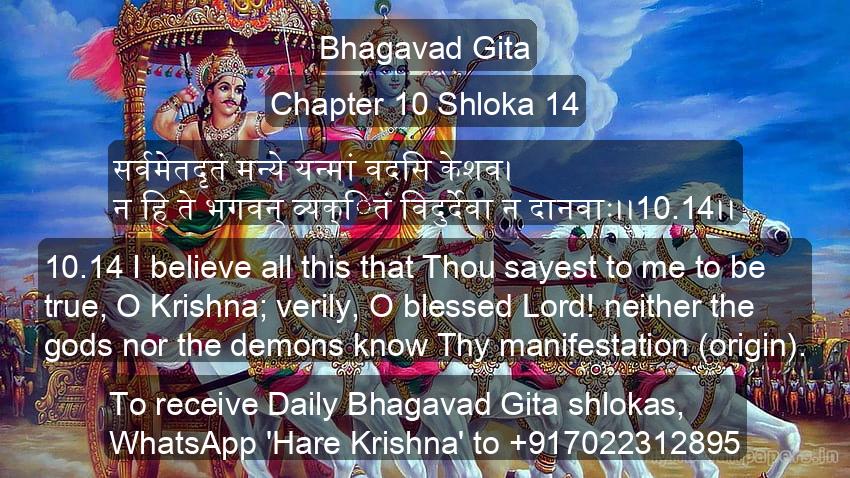 Bhagavad Gita
Chapter 10 Shloka 14
सर्वमेतदृतं मन्ये यन्मां वदसि केशव।
न हि ते भगवन् व्यक्ितं विदुर्देवा न दानवाः।।10.14।।
10.14 I believe all this that Thou sayest to me to be
true, O Krishna; verily, O blessed Lord! neither the
gods nor the demons know Thy manifestation (origin).
To receive Daily Bhagavad Gita shlokas,
WhatsApp 'Hare Krishna' to +917022312895